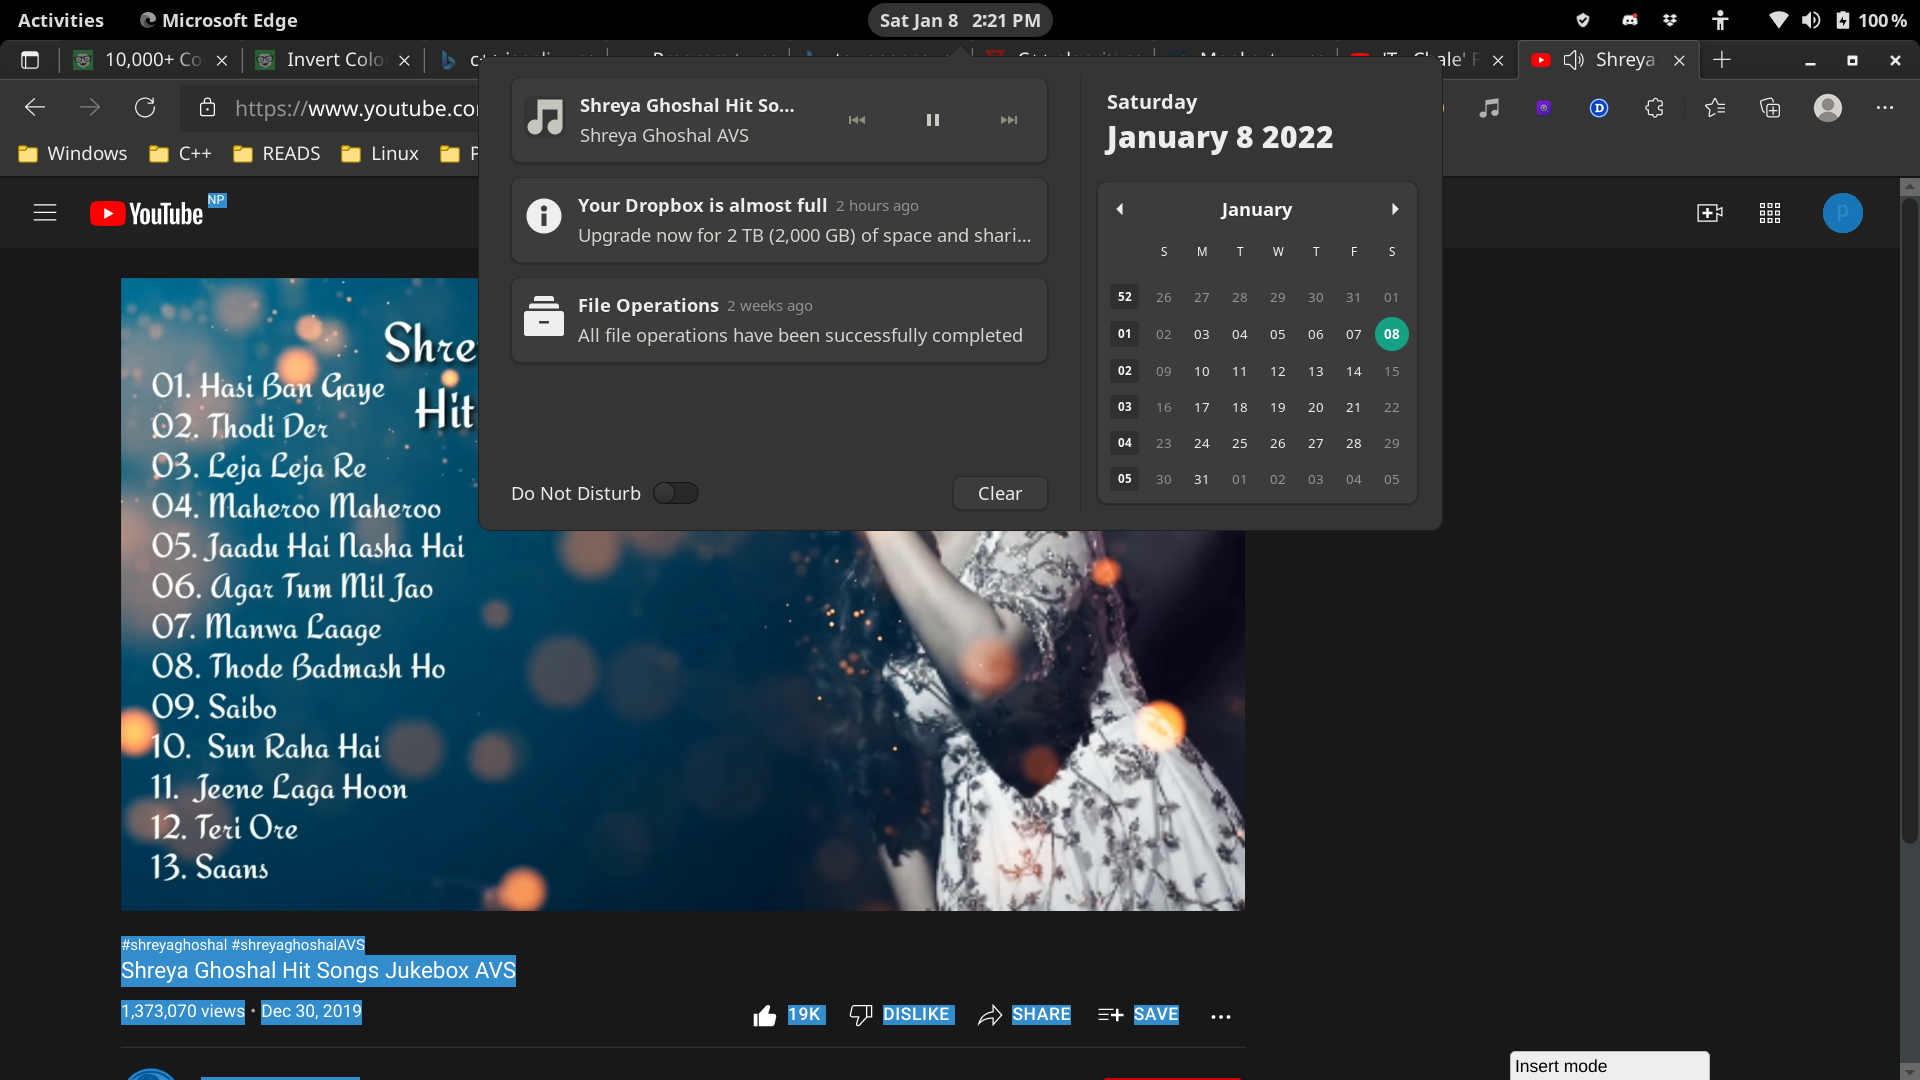 Activities
Microsoft Edge
Sat Jan 8 2:21 PM
100 %
10,000+ Co
Invert Colo
Shreya
https://www.youtube.co
Windows
C++
READS
Linux
YouTube NP
Shreya Ghoshal Hit So...
Shreya Ghoshal AVS
Your Dropbox is almost full 2 hours ago
Upgrade now for 2 TB (2,000 GB) of space and shari...
File Operations 2 weeks ago
All file operations have been successfully completed
Do Not Disturb
Clear
Saturday
January 8 2022
January
S M T W T F S
52 26 27 28 29 30 31 01
01 02 03 04 05 06 07 08
02 09 10 11 12 13 14 15
03 16 17 18 19 20 21 22
04 23 24 25 26 27 28 29
05 30 31 01 02 03 04 05
p
Shre
Hit
01. Hasi Ban Gaye
02. Thodi Der
03. Leja Leja Re
04. Maheroo Maheroo
05. Jaadu Hai Nasha Hai
06. Agar Tum Mil Jao
07. Manwa Laage
08. Thode Badmash Ho
09. Saibo
10. Sun Raha Hai
11. Jeene Laga Hoon
12. Teri Ore
13. Saans
#shreyaghoshal #shreyaghoshalAVS
Shreya Ghoshal Hit Songs Jukebox AVS
1,373,070 views • Dec 30, 2019
19K
DISLIKE
SHARE
SAVE
Insert mode